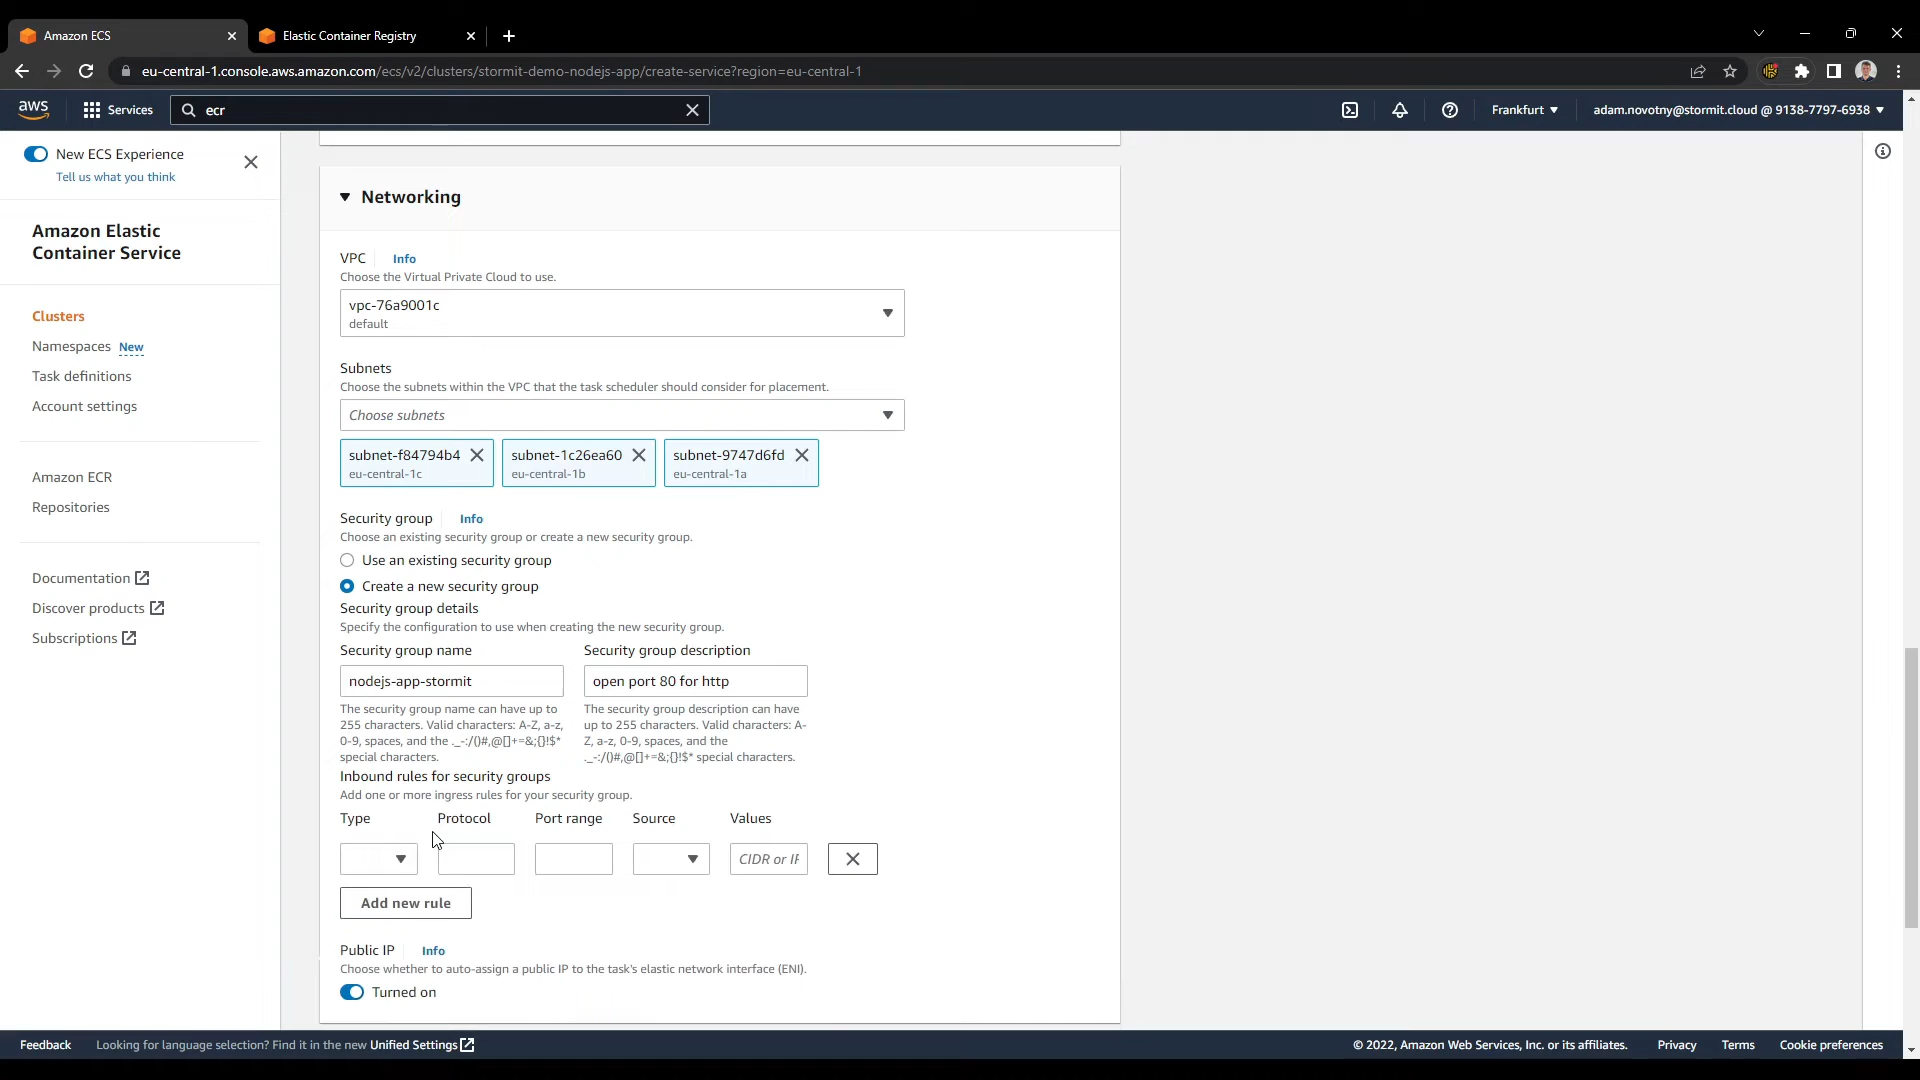 Amazon ECS
Elastic Container Registry
eu-central-1.console.aws.amazon.com/ecs/v2/clusters/stormit-demo-nodejs-app/create-service?region=eu-central-1
aws
Services
ecr
Frankfurt
adam.novotny@stormit.cloud @ 9138-7797-6938
New ECS Experience
Tell us what you think
Amazon Elastic
Container Service
Clusters
Namespaces New
Task definitions
Account settings
Amazon ECR
Repositories
Documentation
Discover products
Subscriptions
Networking
VPC Info
Choose the Virtual Private Cloud to use.
vpc-76a9001c
default
Subnets
Choose the subnets within the VPC that the task scheduler should consider for placement.
Choose subnets
subnet-f84794b4 subnet-1c26ea60 subnet-9747d6fd
eu-central-1c eu-central-1b eu-central-1a
Security group Info
Choose an existing security group or create a new security group.
Use an existing security group
Create a new security group
Security group details
Specify the configuration to use when creating the new security group.
Security group name
nodejs-app-stormit
The security group name can have up to
255 characters. Valid characters: A-Z, a-z,
0-9, spaces, and the ._-:/()#,@[]+=&;{}!$*
special characters.
Security group description
open port 80 for http
The security group description can have
up to 255 characters. Valid characters: A-
Z, a-z, 0-9, spaces, and the
._-:/()#,@[]+=&;{}!$* special characters.
Inbound rules for security groups
Add one or more ingress rules for your security group.
Type Protocol Port range Source Values
CIDR or IP
Add new rule
Public IP Info
Choose whether to auto-assign a public IP to the task's elastic network interface (ENI).
Turned on
Feedback Looking for language selection? Find it in the new Unified Settings
© 2022, Amazon Web Services, Inc. or its affiliates. Privacy Terms Cookie preferences